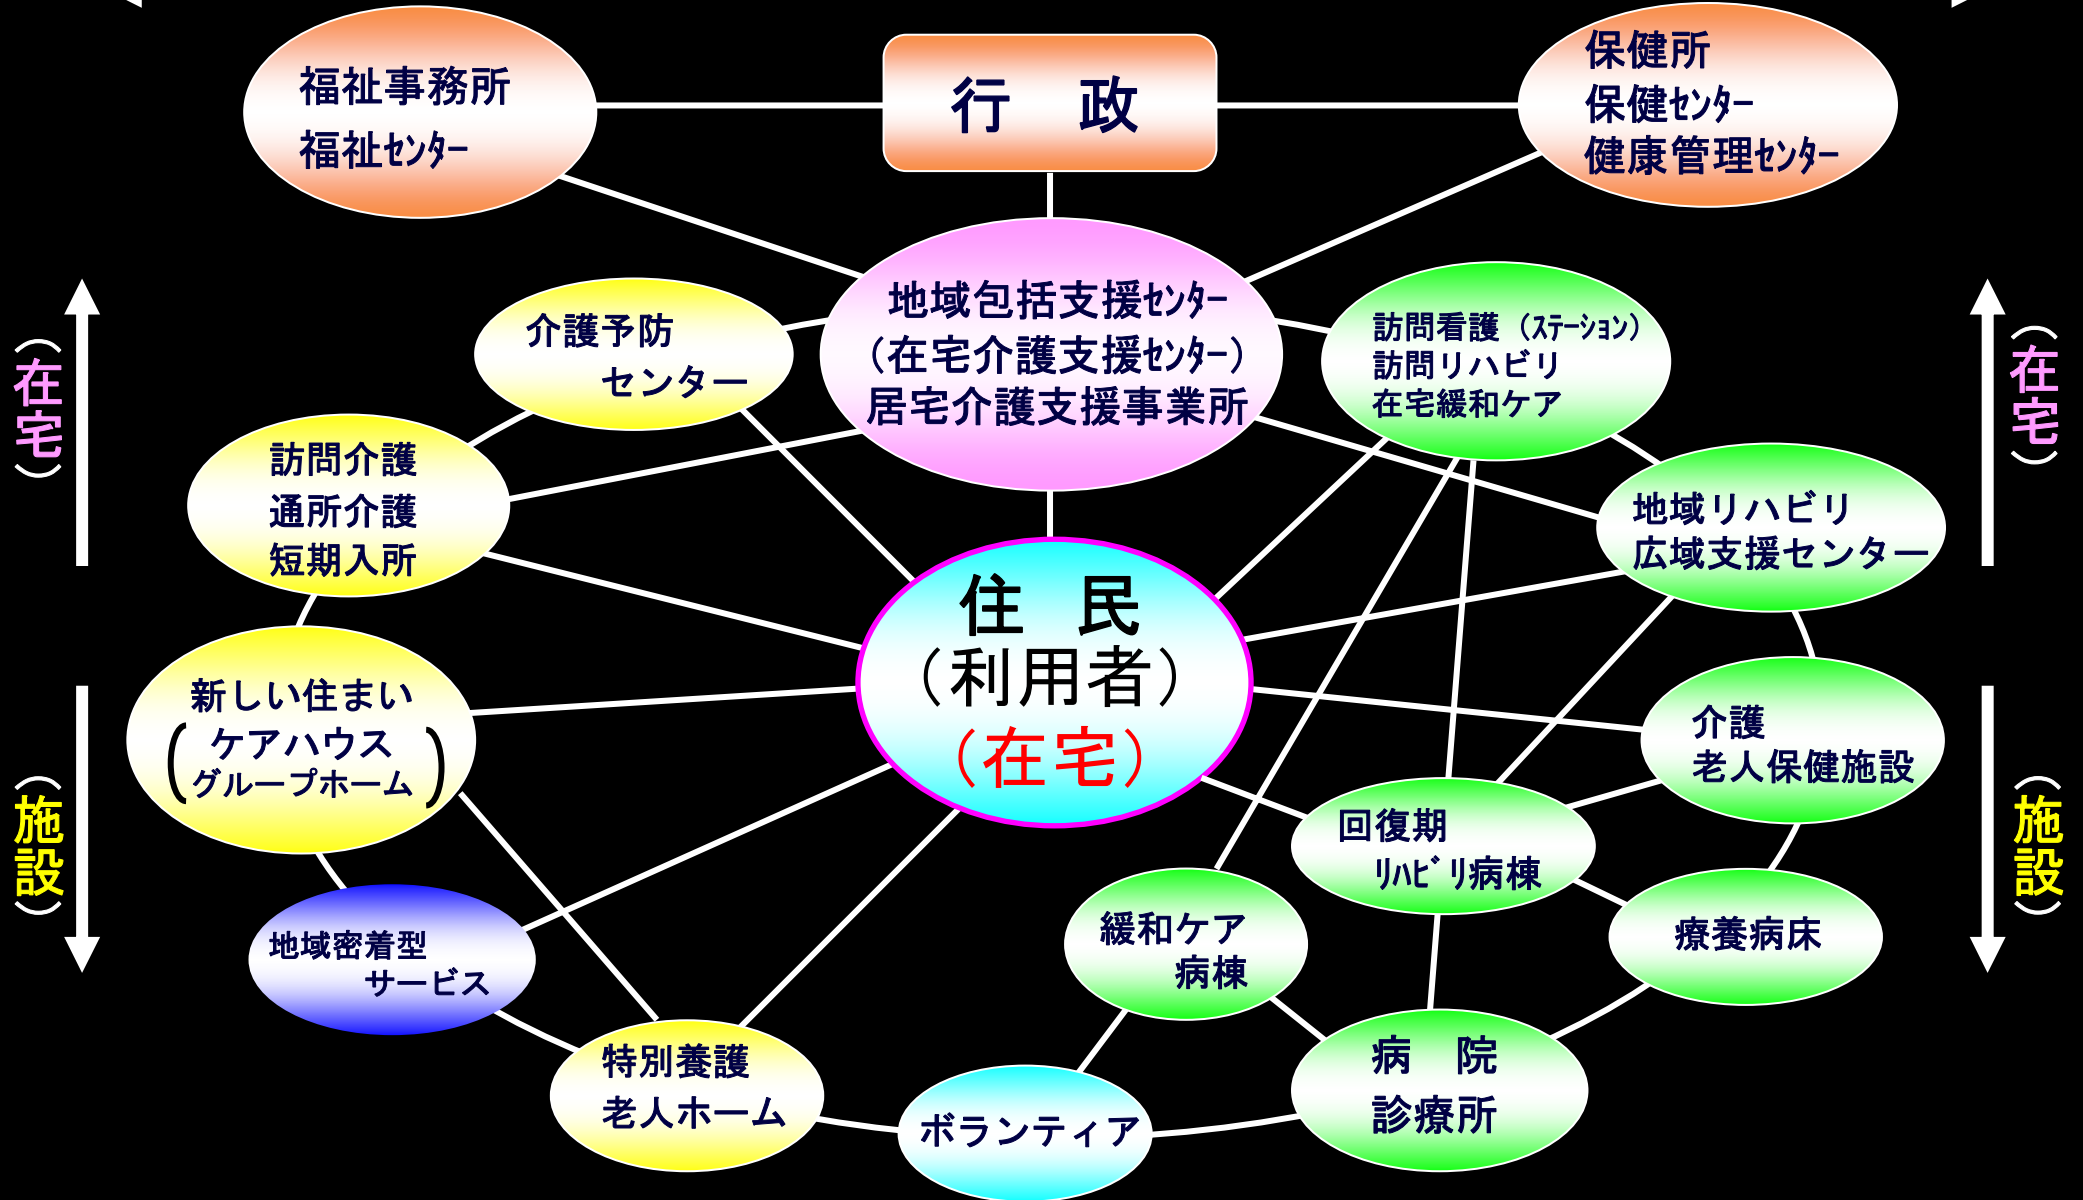 福祉事務所
福祉ｾﾝﾀｰ
行　政
保健所
保健ｾﾝﾀｰ
健康管理ｾﾝﾀｰ
地域包括支援ｾﾝﾀｰ
（在宅介護支援ｾﾝﾀｰ）
居宅介護支援事業所
介護予防
センター
訪問看護（ｽﾃｰｼｮﾝ）
訪問リハビリ
在宅緩和ケア
（在宅）
（在宅）
訪問介護
通所介護
短期入所
地域リハビリ
広域支援センター
住　民
（利用者）
（在宅）
新しい住まい
（ケアハウス
グループホーム）
介護
老人保健施設
（施設）
（施設）
回復期
ﾘﾊﾋﾞﾘ病棟
地域密着型
サービス
緩和ケア
病棟
療養病床
特別養護
老人ホーム
ボランティア
病　院
診療所